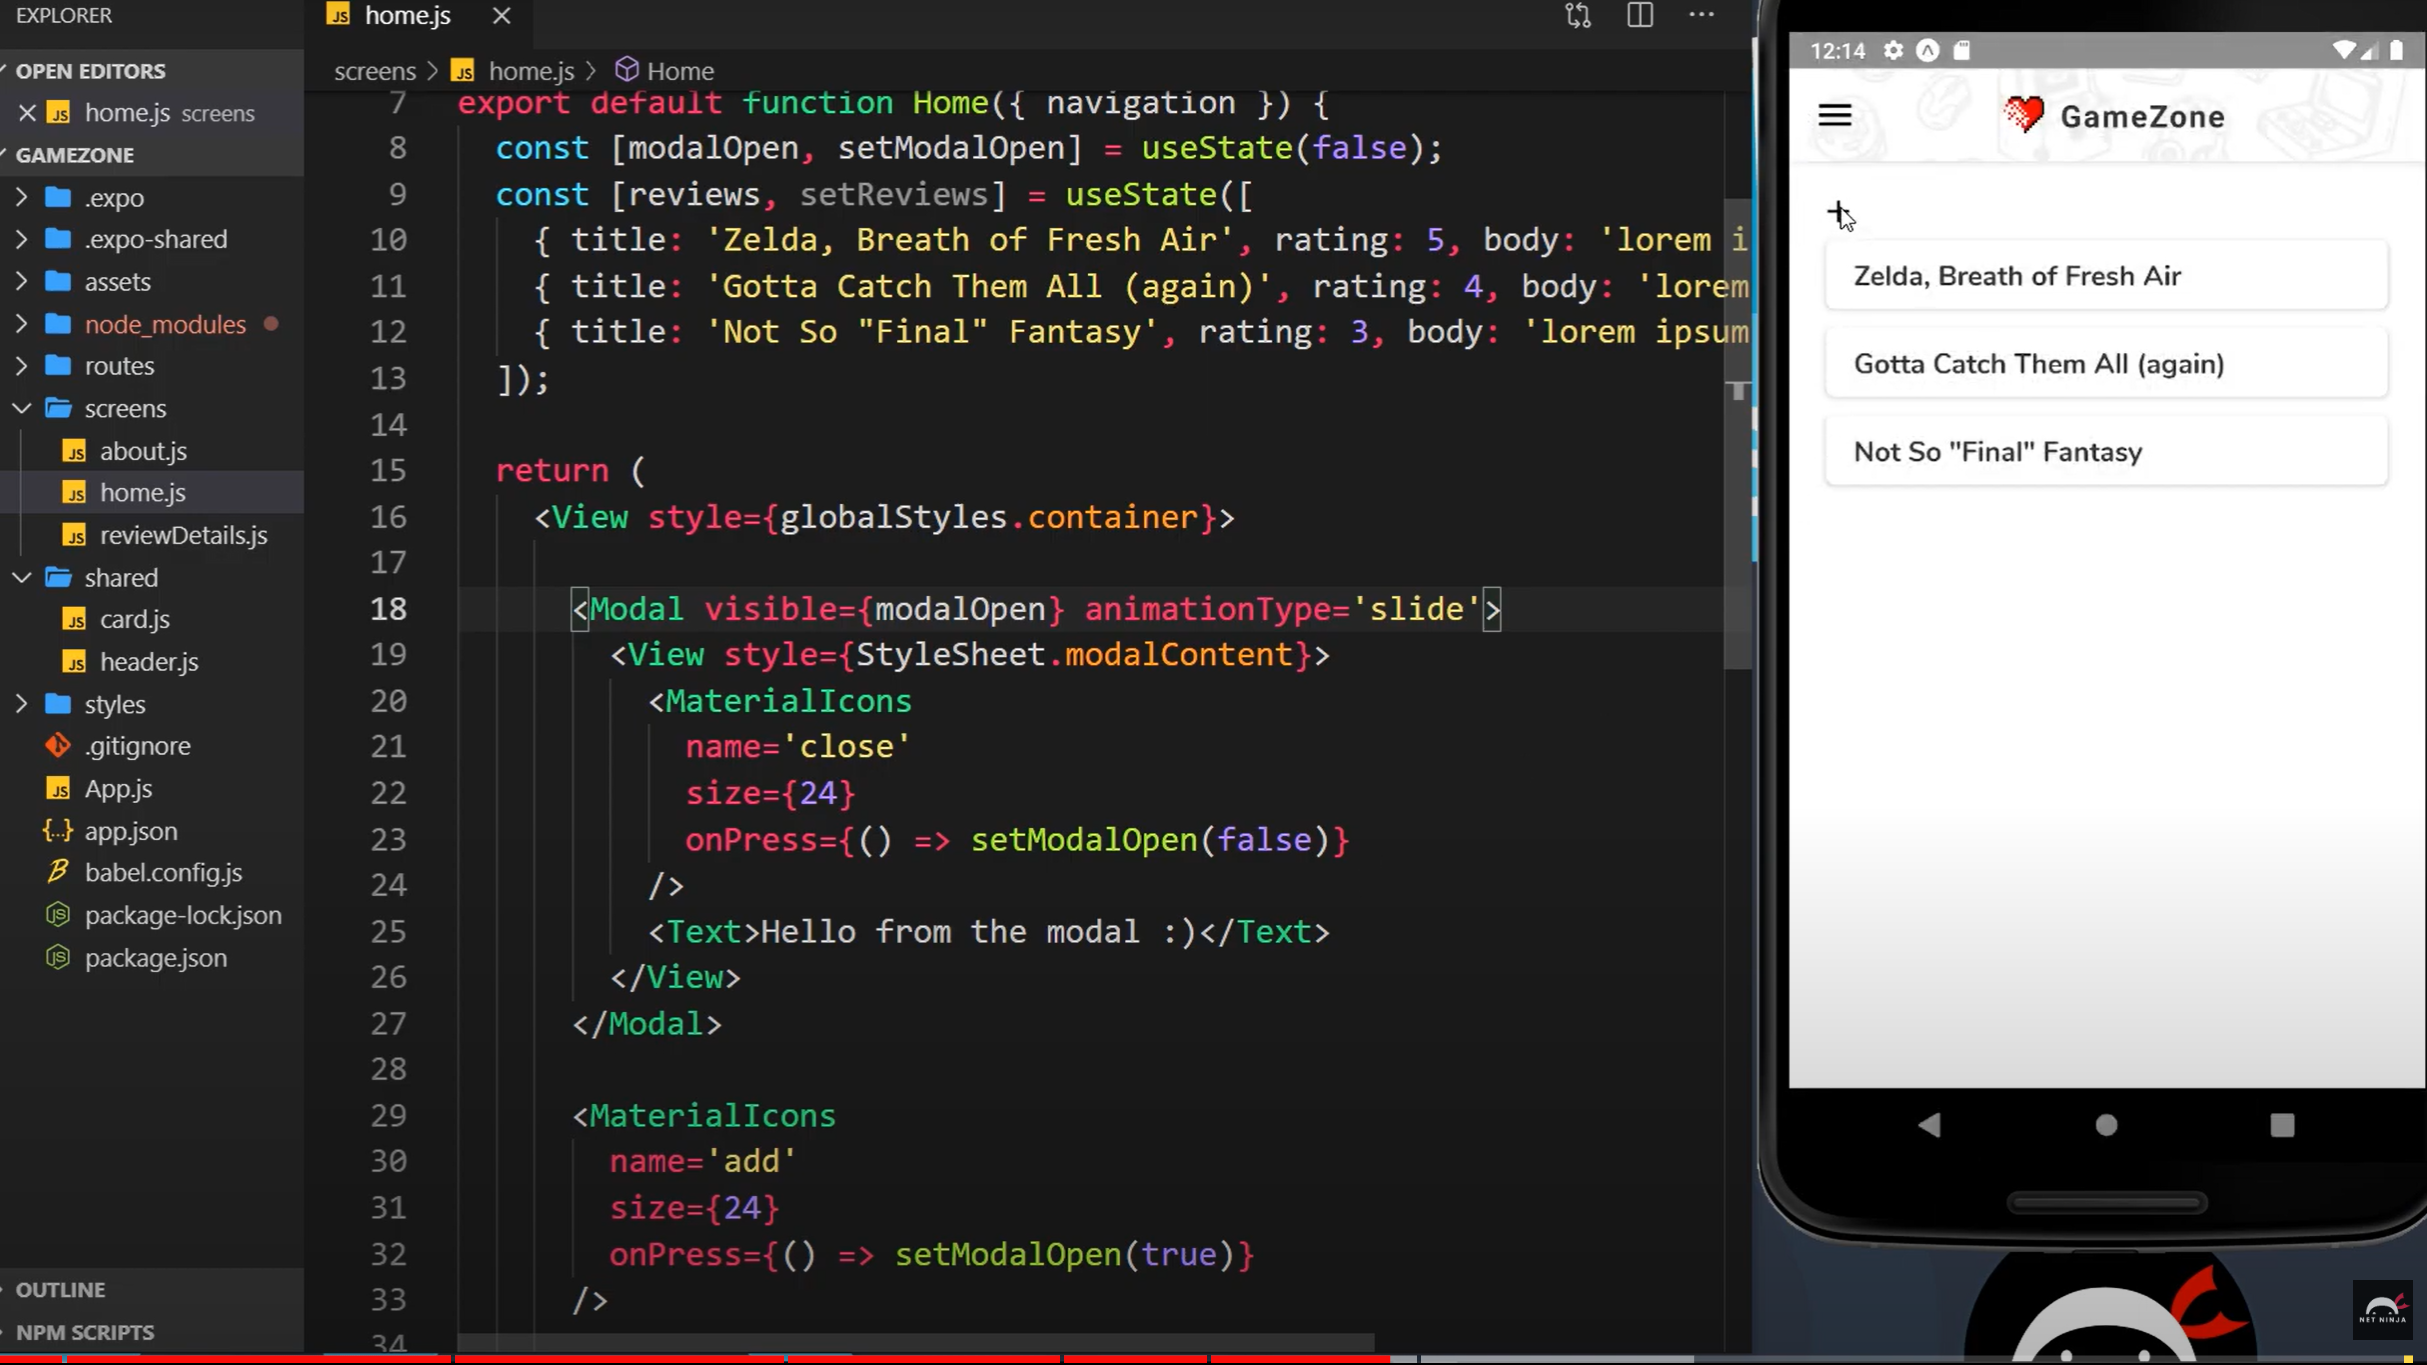 EXPLORER
OPEN EDITORS
home.js screens
GAMEZONE
.expo
.expo-shared
assets
node_modules
routes
screens
JS about.js
JS home.js
JS reviewDetails.js
shared
JS card.js
JS header.js
styles
.gitignore
JS App.js
{..} app.json
babel.config.js
package-lock.json
package.json
OUTLINE
NPM SCRIPTS
JS home.js
screens > JS home.js > Home
7 export default function Home({ navigation }) {
8 const [modalOpen, setModalOpen] = useState(false);
9 const [reviews, setReviews] = useState([
10 { title: 'Zelda, Breath of Fresh Air', rating: 5, body: 'lorem i
11 { title: 'Gotta Catch Them All (again)', rating: 4, body: 'lorem
12 { title: 'Not So "Final" Fantasy', rating: 3, body: 'lorem ipsum
13 ]);
14
15 return (
16 <View style={globalStyles.container}>
17
18 <Modal visible={modalOpen} animationType='slide'>
19 <View style={StyleSheet.modalContent}>
20 <MaterialIcons
21 name='close'
22 size={24}
23 onPress={() => setModalOpen(false)}
24 />
25 <Text>Hello from the modal :)</Text>
26 </View>
27 </Modal>
28
29 <MaterialIcons
30 name='add'
31 size={24}
32 onPress={() => setModalOpen(true)}
33 />
34
12:14
GameZone
Zelda, Breath of Fresh Air
Gotta Catch Them All (again)
Not So "Final" Fantasy
NET NINJA